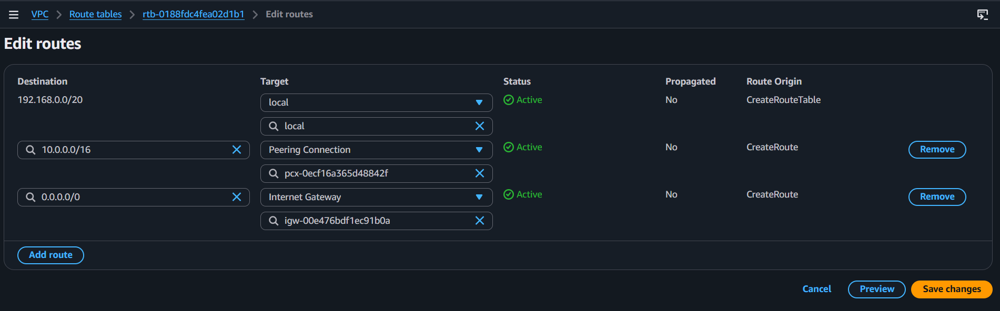 VPC > Route tables > rtb-0188fdc4fea02d1b1 > Edit routes
Edit routes
Destination Target Status Propagated Route Origin
192.168.0.0/20 local Active No CreateRouteTable
local
10.0.0.0/16 Peering Connection Active No CreateRoute Remove
pcx-0ecf16a365d48842f
0.0.0.0/0 Internet Gateway Active No CreateRoute Remove
igw-00e476bdf1ec91b0a
Add route
Cancel Preview Save changes